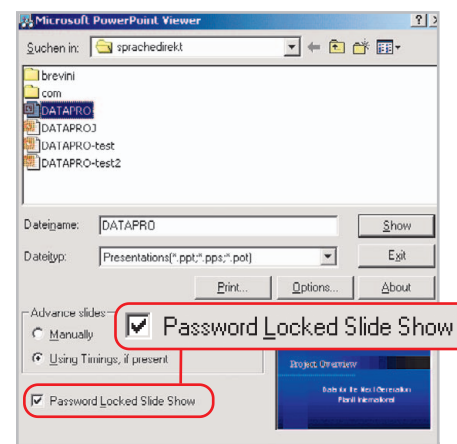 Microsoft PowerPoint Viewer
Suchen in: sprachedirekt
brevini
com
DATAPRO
DATAPROJ
DATAPRO-test
DATAPRO-test2
Dateiname: DATAPRO Show
Dateityp: Presentations(*.ppt;*.pps;*.pot) Exit
Print... Options... About
Advance slides
Manually
Password Locked Slide Show
Using Timings, if present
Project Overview
Password Locked Slide Show